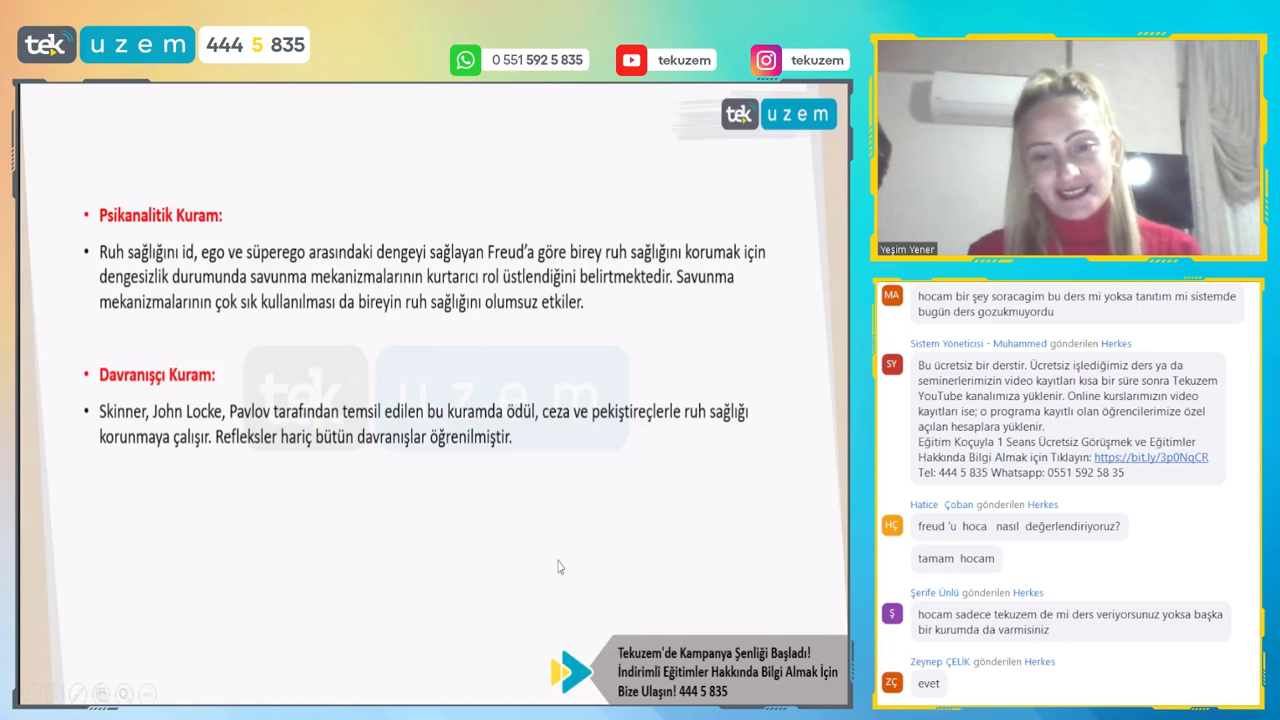 tek uzem 444 5 835
0 551 592 5 835
tekuzem
tekuzem
tek uzem
• Psikanalitik Kuram:
• Ruh sağlığını id, ego ve süperego arasındaki dengeyi sağlayan Freud'a göre birey ruh sağlığını korumak için
dengesizlik durumunda savunma mekanizmalarının kurtarıcı rol üstlendiğini belirtmektedir. Savunma
mekanizmalarının çok sık kullanılması da bireyin ruh sağlığını olumsuz etkiler.
• Davranışçı Kuram:
• Skinner, John Locke, Pavlov tarafından temsil edilen bu kuramda ödül, ceza ve pekiştireçlerle ruh sağlığı
korunmaya çalışır. Refleksler hariç bütün davranışlar öğrenilmiştir.
tek uzem
Tekuzem'de Kampanya Şenliği Başladı!
İndirimli Eğitimler Hakkında Bilgi Almak İçin
Bize Ulaşın! 444 5 835
Yeşim Yener
MA
hocam bir şey soracagim bu ders mi yoksa tanıtım mi sistemde
bugün ders gozukmuyordu
Sistem Yöneticisi - Muhammed gönderilen Herkes
SY
Bu ücretsiz bir derstir. Ücretsiz işlediğimiz ders ya da
seminerlerimizin video kayıtları kısa bir süre sonra Tekuzem
YouTube kanalımıza yüklenir. Online kurslarımızın video
kayıtları ise; o programa kayıtlı olan öğrencilerimize özel
açılan hesaplara yüklenir.
Eğitim Koçuyla 1 Seans Ücretsiz Görüşmek ve Eğitimler
Hakkında Bilgi Almak için Tıklayın: https://bit.ly/3p0NqCR
Tel: 444 5 835 Whatsapp: 0551 592 58 35
Hatice Çoban gönderilen Herkes
HÇ
freud 'u hoca nasıl değerlendiriyoruz?
tamam hocam
Şerife Ünlü gönderilen Herkes
Ş
hocam sadece tekuzem de mi ders veriyorsunuz yoksa başka
bir kurumda da varmisiniz
Zeynep ÇELİK gönderilen Herkes
ZÇ
evet